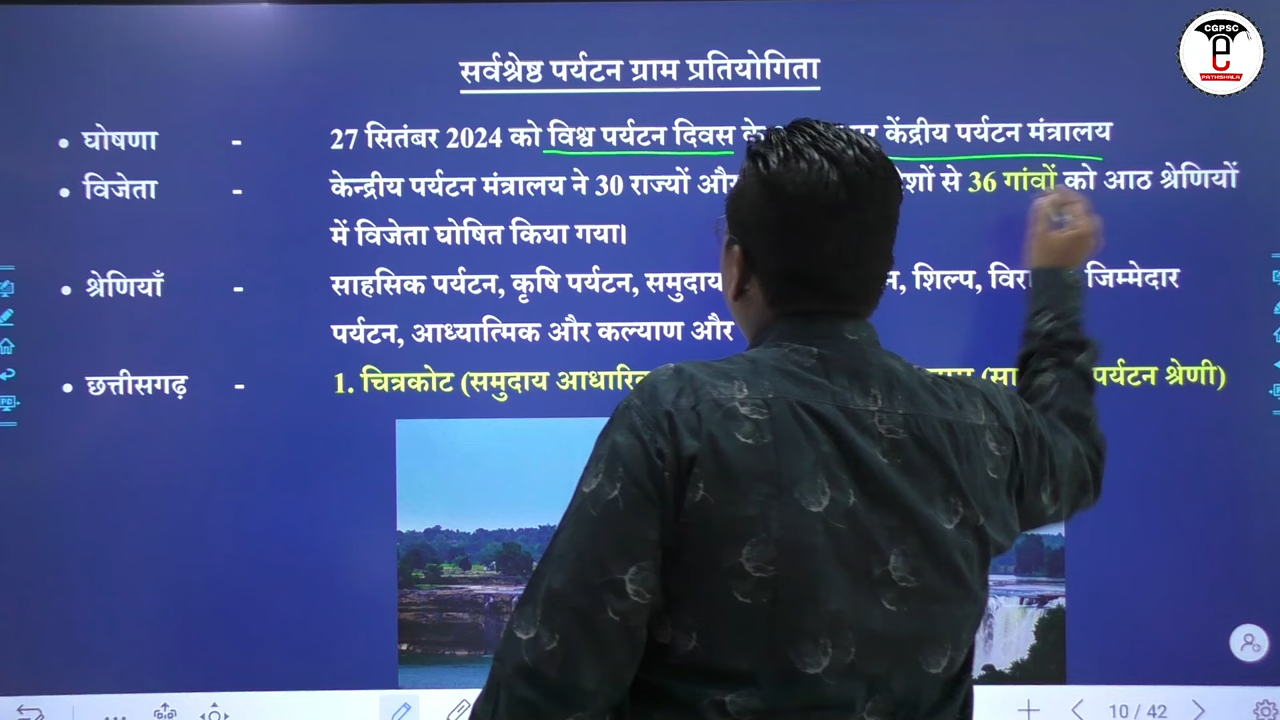 CGPSC
e
PATHSHALA
सर्वश्रेष्ठ पर्यटन ग्राम प्रतियोगिता
• घोषणा - 27 सितंबर 2024 को विश्व पर्यटन दिवस के केंद्रीय पर्यटन मंत्रालय
• विजेता - केन्द्रीय पर्यटन मंत्रालय ने 30 राज्यों और से 36 गांवों को आठ श्रेणियों
में विजेता घोषित किया गया।
• श्रेणियाँ - साहसिक पर्यटन, कृषि पर्यटन, समुदाय शिल्प, जिम्मेदार
पर्यटन, आध्यात्मिक और कल्याण और
• छत्तीसगढ़ - 1. चित्रकोट (समुदाय पर्यटन श्रेणी)
10 / 42